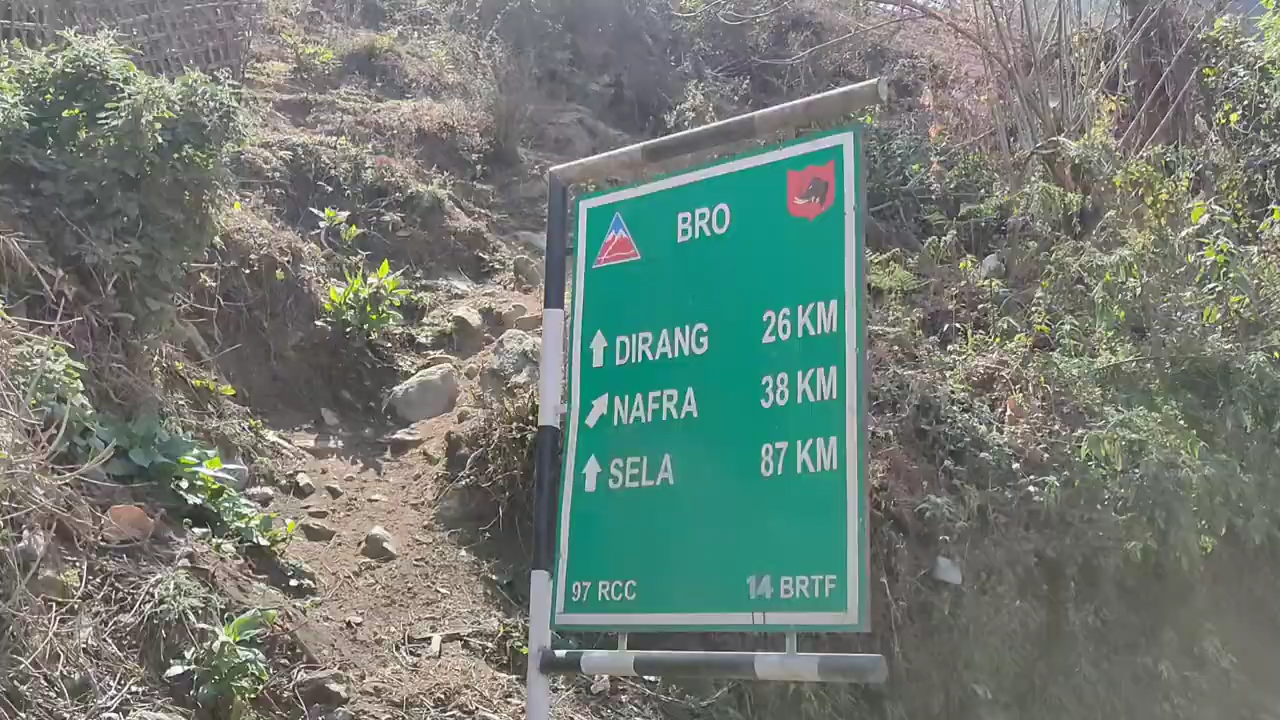 BRO
DIRANG 26 KM
NAFRA 38 KM
SELA 87 KM
97 RCC 14 BRTF